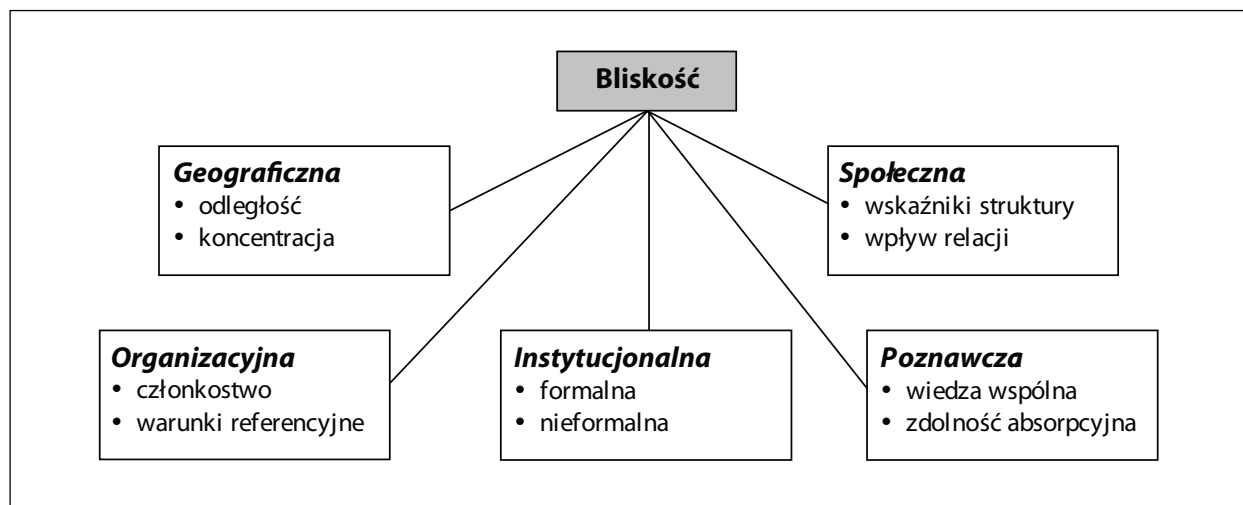 Bliskość
Geograficzna
• odległość
• koncentracja
Społeczna
• wskaźniki struktury
• wpływ relacji
Organizacyjna
• członkostwo
• warunki referencyjne
Instytucjonalna
• formalna
• nieformalna
Poznawcza
• wiedza wspólna
• zdolność absorpcyjna